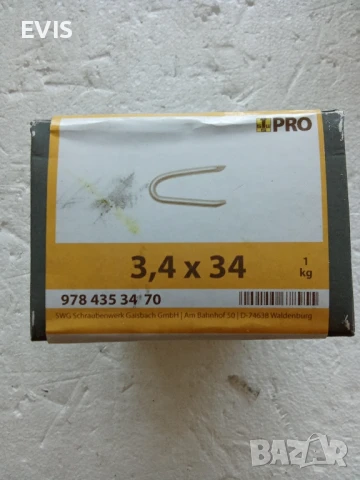 EVIS
PRO
3,4 x 34
1
kg
978 435 34 70
SWG Schraubenwerk Gaisbach GmbH | Am Bahnhof 50 | D-74638 Waldenburg
BAZAR